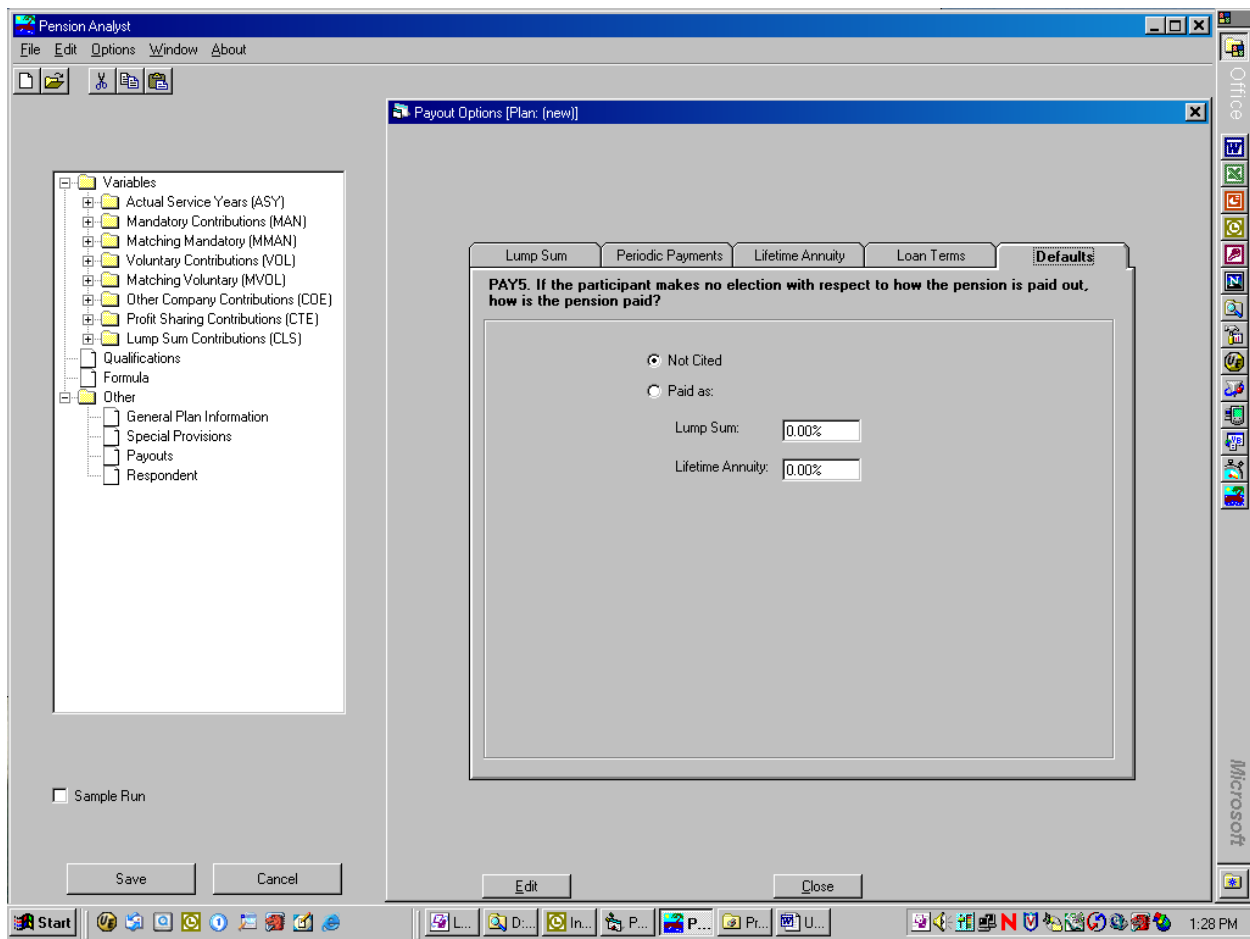 Pension Analyst
File Edit Options Window About
Office
Payout Options [Plan: (new)]
Variables
Actual Service Years (ASY)
Mandatory Contributions (MAN)
Matching Mandatory (MMAN)
Voluntary Contributions (VOL)
Matching Voluntary (MVOL)
Other Company Contributions (COE)
Profit Sharing Contributions (CTE)
Lump Sum Contributions (CLS)
Qualifications
Formula
Other
General Plan Information
Special Provisions
Payouts
Respondent
Lump Sum Periodic Payments Lifetime Annuity Loan Terms Defaults
PAY5. If the participant makes no election with respect to how the pension is paid out,
how is the pension paid?
Not Cited
Paid as:
Lump Sum: 0.00%
Lifetime Annuity: 0.00%
Sample Run
Save Cancel
Edit Close
Microsoft
Start L... D:... In... P... P... Pr... U... 1:28 PM